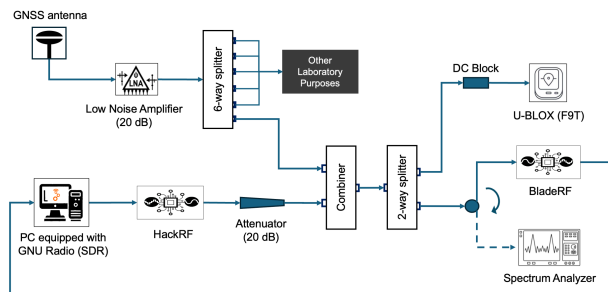 GNSS antenna
LNA
Low Noise Amplifier
(20 dB)
6-way splitter
Other
Laboratory
Purposes
DC Block
U-BLOX (F9T)
Combiner
2-way splitter
BladeRF
PC equipped with
GNU Radio (SDR)
HackRF
Attenuator
(20 dB)
Spectrum Analyzer